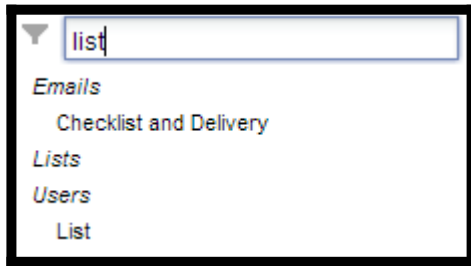 list
Emails
Checklist and Delivery
Lists
Users
List